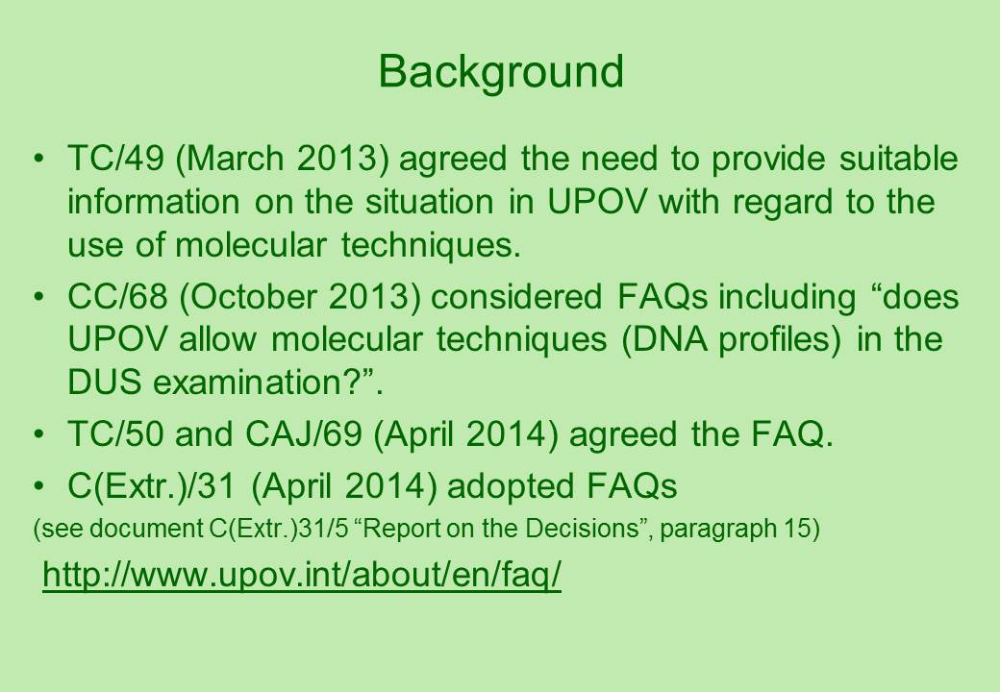 Background
• TC/49 (March 2013) agreed the need to provide suitable
information on the situation in UPOV with regard to the
use of molecular techniques.
• CC/68 (October 2013) considered FAQs including “does
UPOV allow molecular techniques (DNA profiles) in the
DUS examination?”.
• TC/50 and CAJ/69 (April 2014) agreed the FAQ.
• C(Extr.)/31 (April 2014) adopted FAQs
(see document C(Extr.)31/5 “Report on the Decisions”, paragraph 15)
http://www.upov.int/about/en/faq/